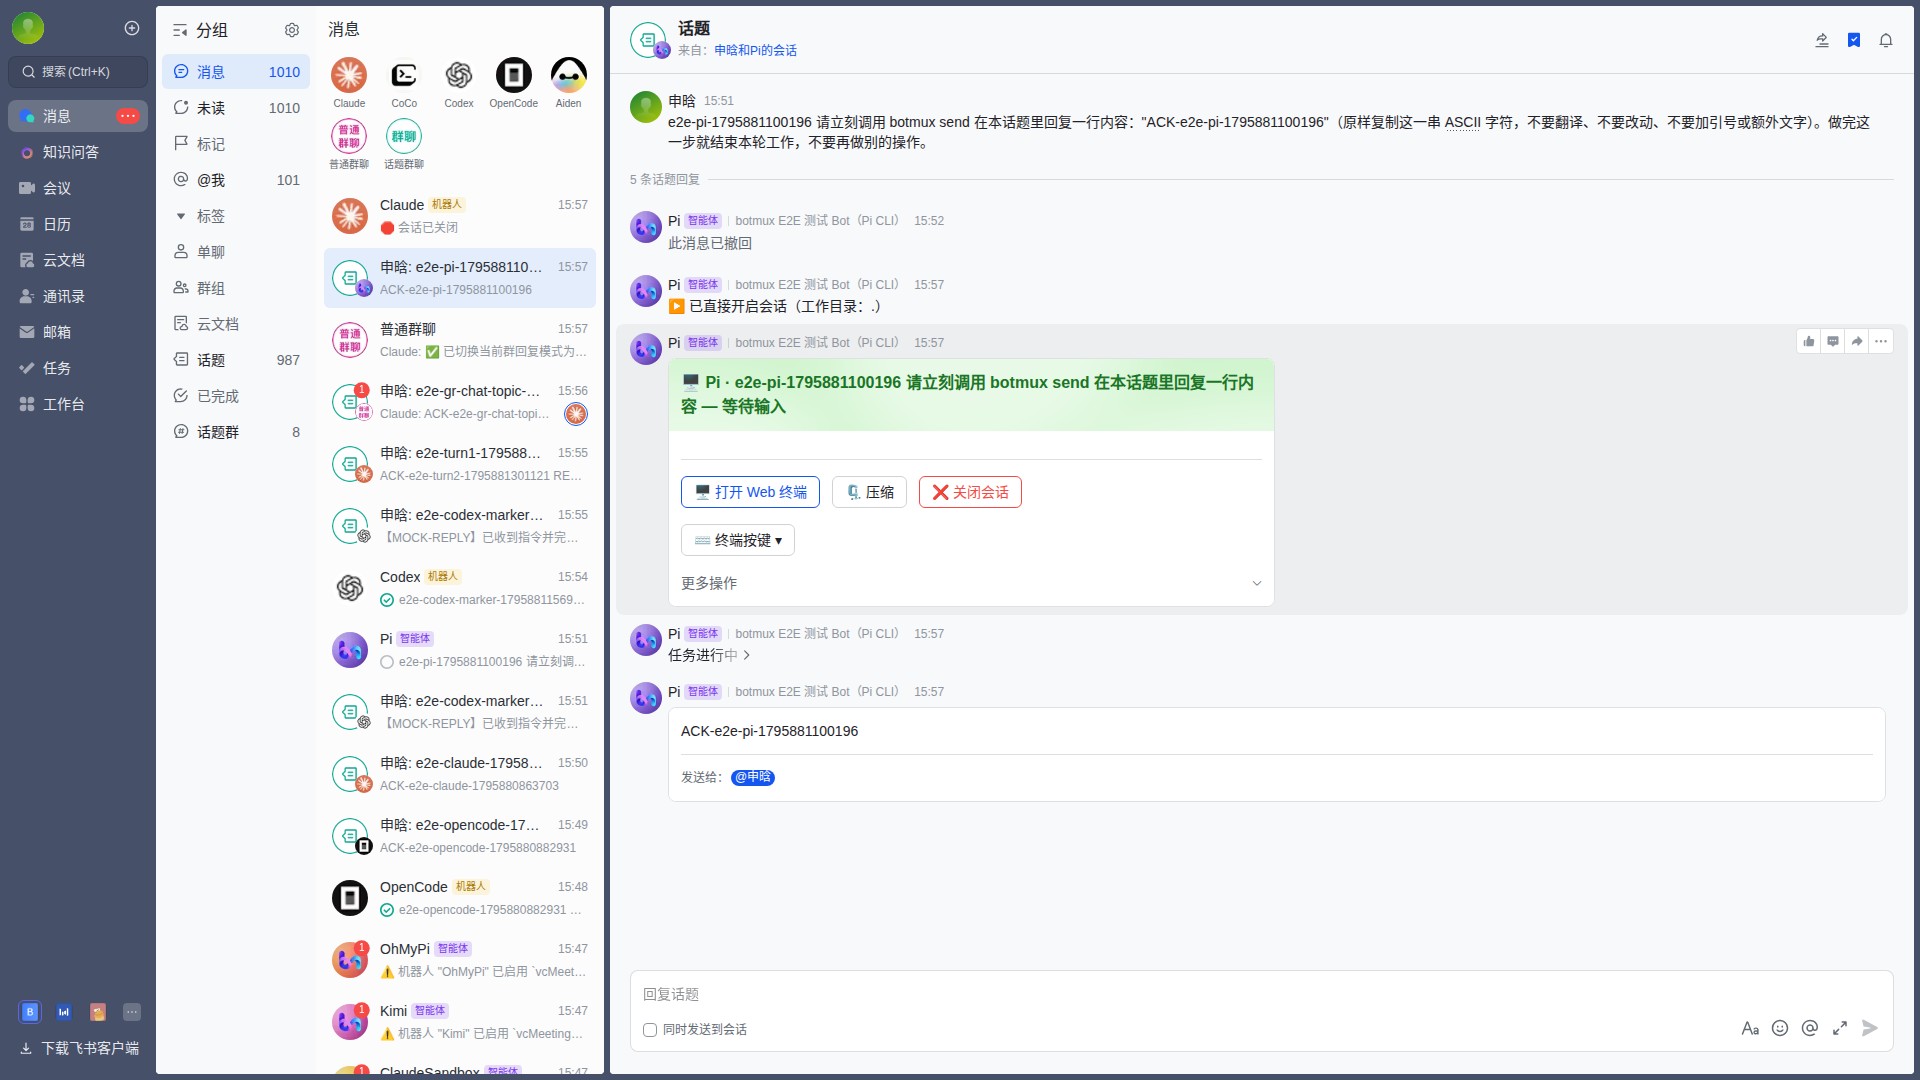 搜索 (Ctrl+K)
消息
知识问答
会议
日历
云文档
通讯录
邮箱
任务
工作台
下载飞书客户端
分组
消息 1010
未读 1010
标记
@我 101
标签
单聊
群组
云文档
话题 987
已完成
话题群 8
消息
Claude
CoCo
Codex
OpenCode
Aiden
普通
群聊
普通群聊
群聊
话题群聊
Claude 机器人 15:57
会话已关闭
申晗: e2e-pi-179588110... 15:57
ACK-e2e-pi-1795881100196
普通
群聊
普通群聊 15:57
Claude: ✅ 已切换当前群回复模式为...
1
申晗: e2e-gr-chat-topic-... 15:56
Claude: ACK-e2e-gr-chat-topi...
申晗: e2e-turn1-179588... 15:55
ACK-e2e-turn2-1795881301121 RE...
申晗: e2e-codex-marker... 15:55
【MOCK-REPLY】已收到指令并完...
Codex 机器人 15:54
e2e-codex-marker-17958811569...
Pi 智能体 15:51
e2e-pi-1795881100196 请立刻调...
申晗: e2e-codex-marker... 15:51
【MOCK-REPLY】已收到指令并完...
申晗: e2e-claude-17958... 15:50
ACK-e2e-claude-1795880863703
申晗: e2e-opencode-17... 15:49
ACK-e2e-opencode-1795880882931
OpenCode 机器人 15:48
e2e-opencode-1795880882931 ...
1
OhMyPi 智能体 15:47
⚠️ 机器人 "OhMyPi" 已启用 `vcMeet...
1
Kimi 智能体 15:47
⚠️ 机器人 "Kimi" 已启用 `vcMeeting...
1
ClaudeSandbox 智能体 15:47
话题
来自：申晗和Pi的会话
申晗 15:51
e2e-pi-1795881100196 请立刻调用 botmux send 在本话题里回复一行内容："ACK-e2e-pi-1795881100196"（原样复制这一串 ASCII 字符，不要翻译、不要改动、不要加引号或额外文字）。做完这
一步就结束本轮工作，不要再做别的操作。
5 条话题回复
Pi 智能体 | botmux E2E 测试 Bot（Pi CLI） 15:52
此消息已撤回
Pi 智能体 | botmux E2E 测试 Bot（Pi CLI） 15:57
▶️ 已直接开启会话（工作目录：.）
Pi 智能体 | botmux E2E 测试 Bot（Pi CLI） 15:57
🖥️ Pi · e2e-pi-1795881100196 请立刻调用 botmux send 在本话题里回复一行内
容 — 等待输入
🖥️ 打开 Web 终端
🗜️ 压缩
❌ 关闭会话
⌨️ 终端按键 ▾
更多操作
Pi 智能体 | botmux E2E 测试 Bot（Pi CLI） 15:57
任务进行中
Pi 智能体 | botmux E2E 测试 Bot（Pi CLI） 15:57
ACK-e2e-pi-1795881100196
发送给：@申晗
回复话题
同时发送到会话